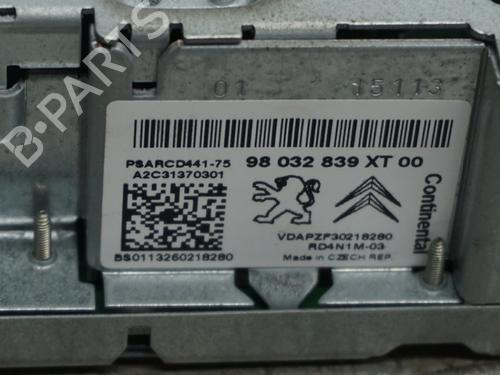 B-PARTS
01 15113
PSARCD441-75 98 032 839 XT 00
A2C31370301
Continental
VDAPZF30218280
RD4N1M-03
BS0113260218280 Made in CZECH REP.